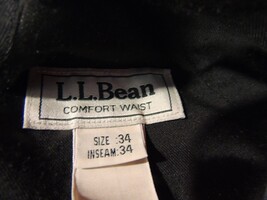 L.L.Bean
COMFORT WAIST
SIZE :34
INSEAM:34